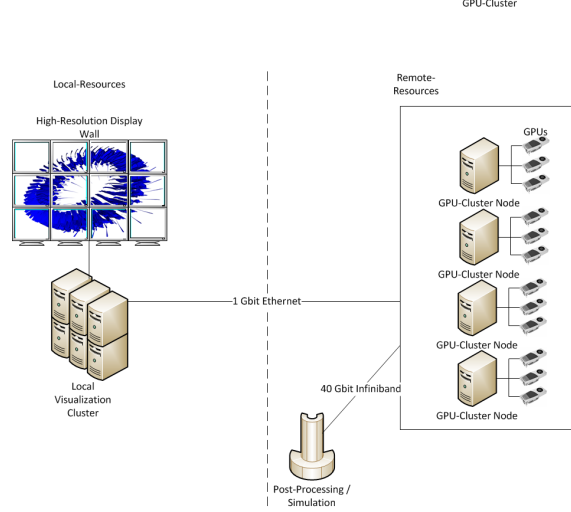 GPU-Cluster
Local-Resources
Remote-
Resources
High-Resolution Display
Wall
GPUs
GPU-Cluster Node
GPU-Cluster Node
GPU-Cluster Node
GPU-Cluster Node
1 Gbit Ethernet
40 Gbit Infiniband
Local
Visualization
Cluster
Post-Processing /
Simulation